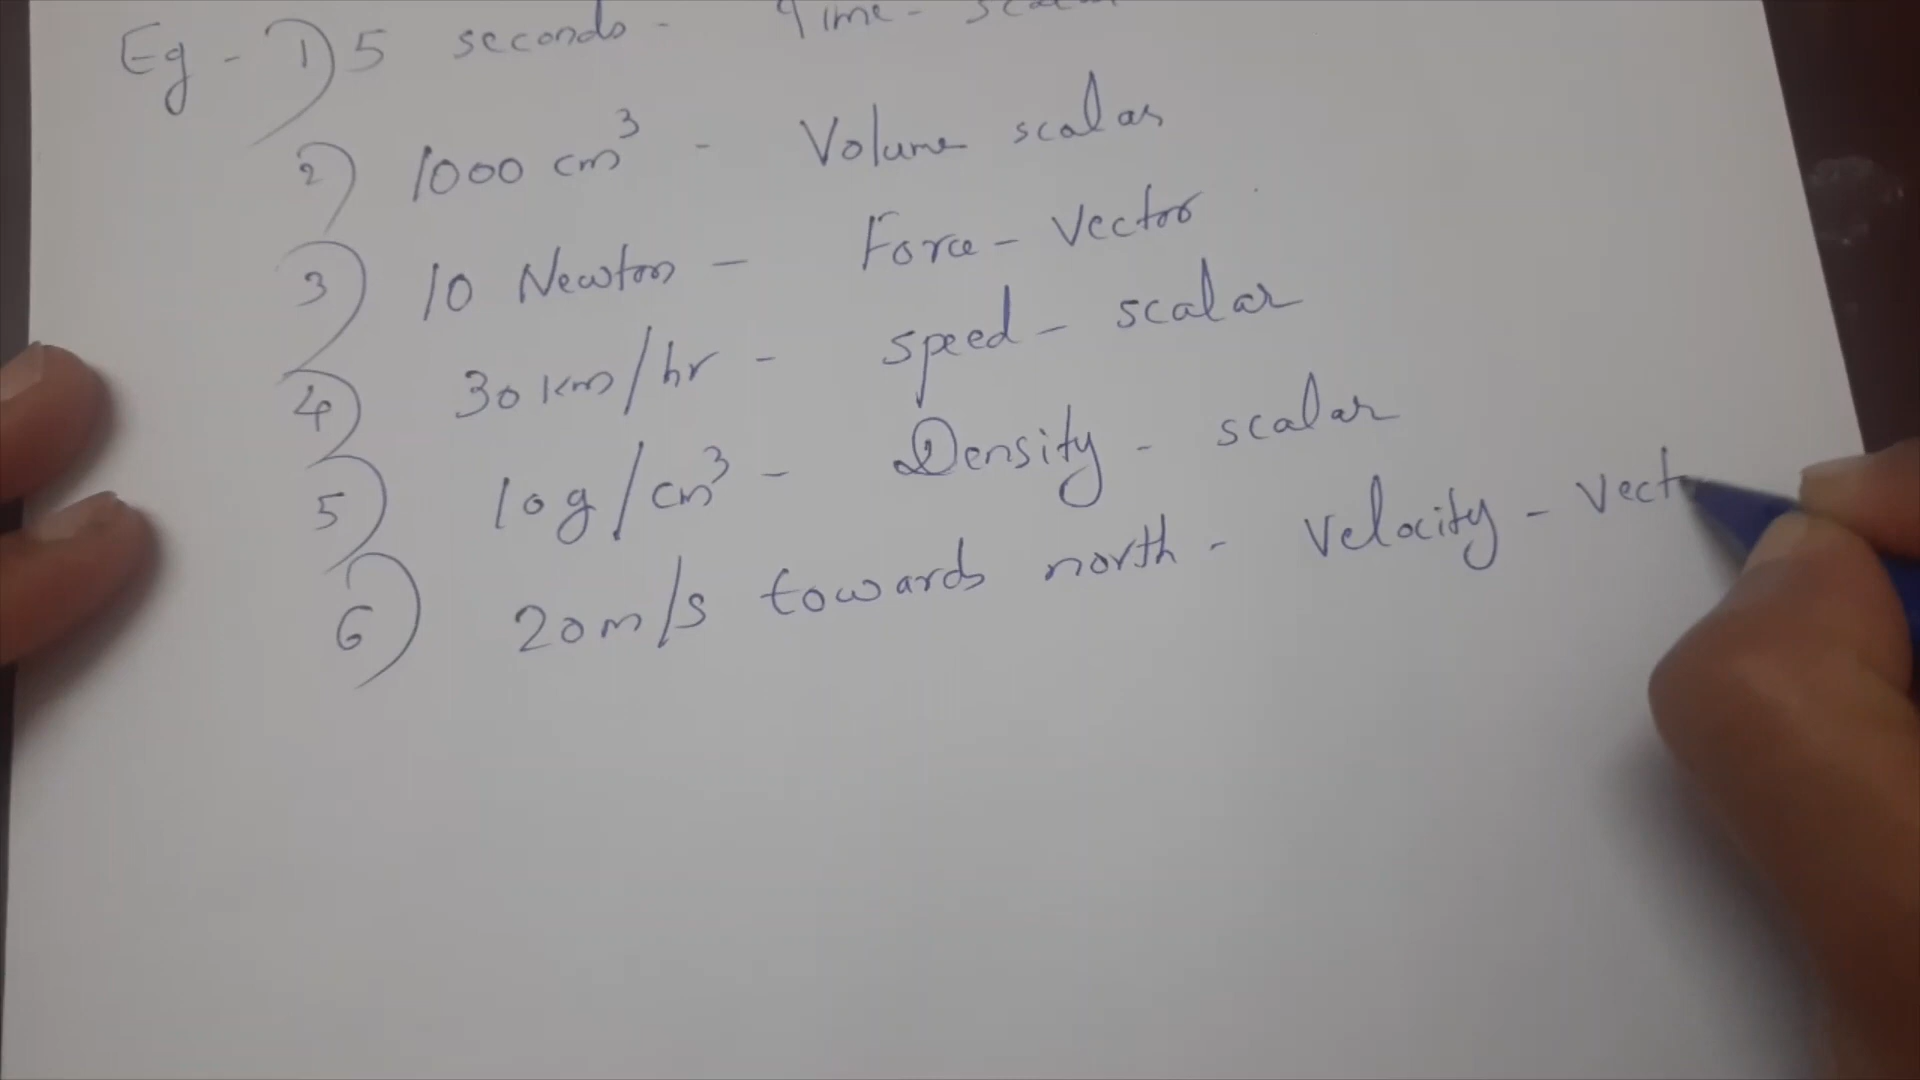 Eg - 1) 5 seconds - Time - scalar
2) 1000 cm³ - Volume scalar
3) 10 Newton - Force - Vector
4) 30 km/hr - speed - scalar
5) 10g/cm³ - Density - scalar
6) 20m/s towards north - Velocity - Vect